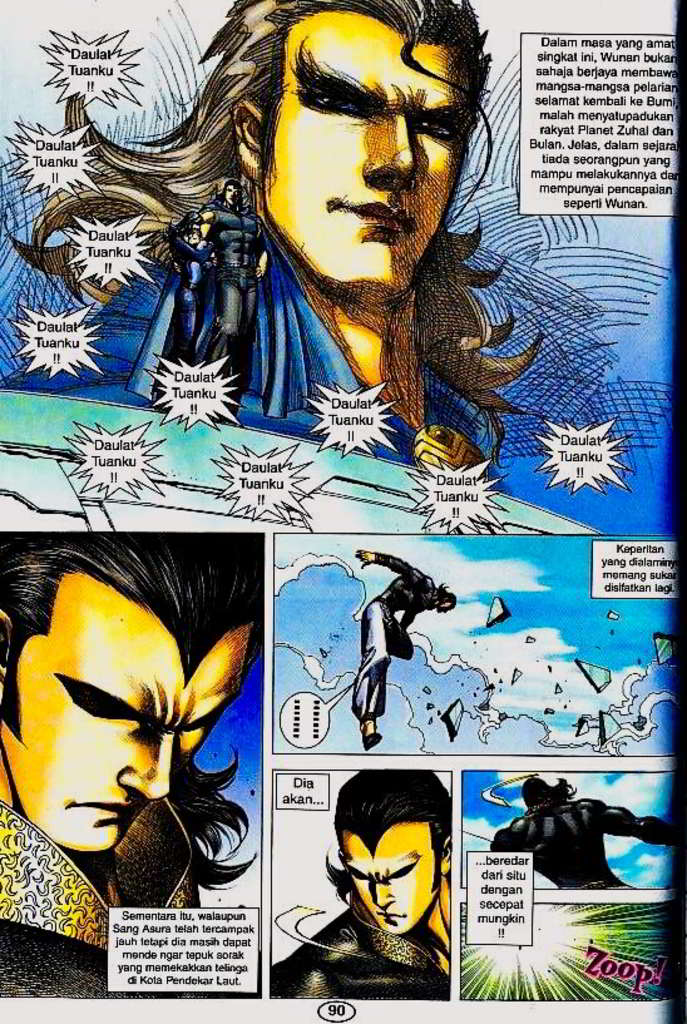 Daulat
Tuanku
!!
Dalam masa yang amat
singkat ini, Wunan bukan
sahaja berjaya membawa
mangsa-mangsa pelarian
selamat kembali ke Bumi,
malah menyatupadukan
rakyat Planet Zuhal dan
Bulan. Jelas, dalam sejarah
tiada seorangpun yang
mampu melakukannya dan
mempunyai pencapaian
seperti Wunan.
Daulat
Tuanku
!!
Daulat
Tuanku
!!
Daulat
Tuanku
!!
Daulat
Tuanku
!!
Daulat
Tuanku
!!
Daulat
Tuanku
!!
Daulat
Tuanku
!!
Daulat
Tuanku
!!
Daulat
Tuanku
!!
Keperitan
yang dialaminya
memang sukar
disifatkan lagi.
!!
Sementara itu, walaupun
Sang Asura telah tercampak
jauh tetapi dia masih dapat
mende ngar tepuk sorak
yang memekakkan telinga
di Kota Pendekar Laut.
Dia
akan...
...beredar
dari situ
dengan
secepat
mungkin
!!
Zoop!
90